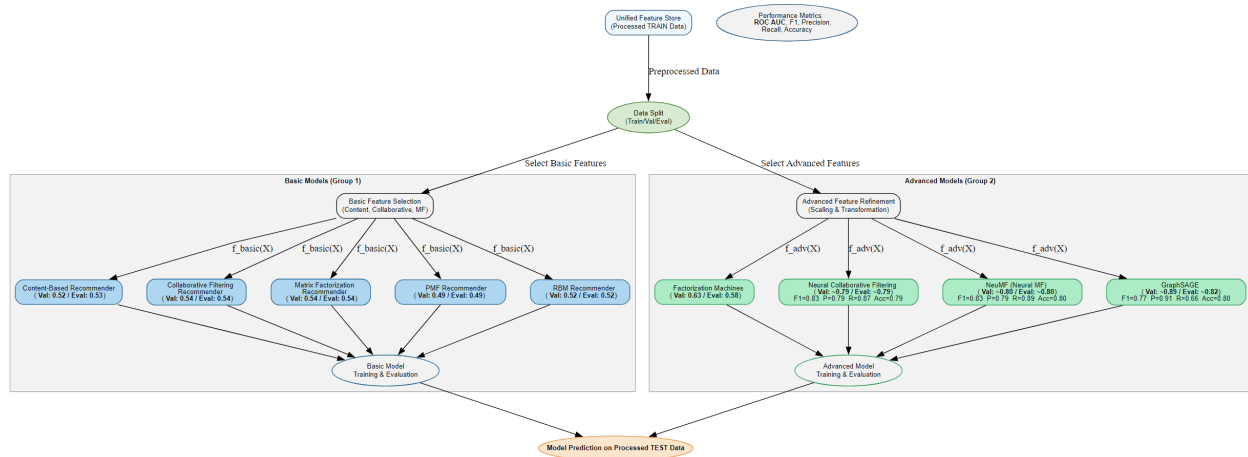 Unified Feature Store
(Processed TRAIN Data)
Performance Metrics:
ROC AUC, F1, Precision,
Recall, Accuracy
Preprocessed Data
Data Split
(Train/Val/Eval)
Select Basic Features
Select Advanced Features
Basic Models (Group 1)
Basic Feature Selection
(Content, Collaborative, MF)
f_basic(X)
f_basic(X)
f_basic(X)
f_basic(X)
f_basic(X)
Content-Based Recommender
( Val: 0.52 / Eval: 0.53)
Collaborative Filtering
Recommender
( Val: 0.54 / Eval: 0.54)
Matrix Factorization
Recommender
( Val: 0.54 / Eval: 0.54)
PMF Recommender
( Val: 0.49 / Eval: 0.49)
RBM Recommender
( Val: 0.52 / Eval: 0.52)
Basic Model
Training & Evaluation
Advanced Models (Group 2)
Advanced Feature Refinement
(Scaling & Transformation)
f_adv(X)
f_adv(X)
f_adv(X)
f_adv(X)
Factorization Machines
( Val: 0.63 / Eval: 0.58)
Neural Collaborative Filtering
( Val: ~0.79 / Eval: ~0.79)
F1=0.83 P=0.79 R=0.87 Acc=0.79
NeuMF (Neural MF)
( Val: ~0.80 / Eval: ~0.80)
F1=0.83 P=0.79 R=0.89 Acc=0.80
GraphSAGE
( Val: ~0.89 / Eval: ~0.82)
F1=0.77 P=0.91 R=0.66 Acc=0.80
Advanced Model
Training & Evaluation
Model Prediction on Processed TEST Data